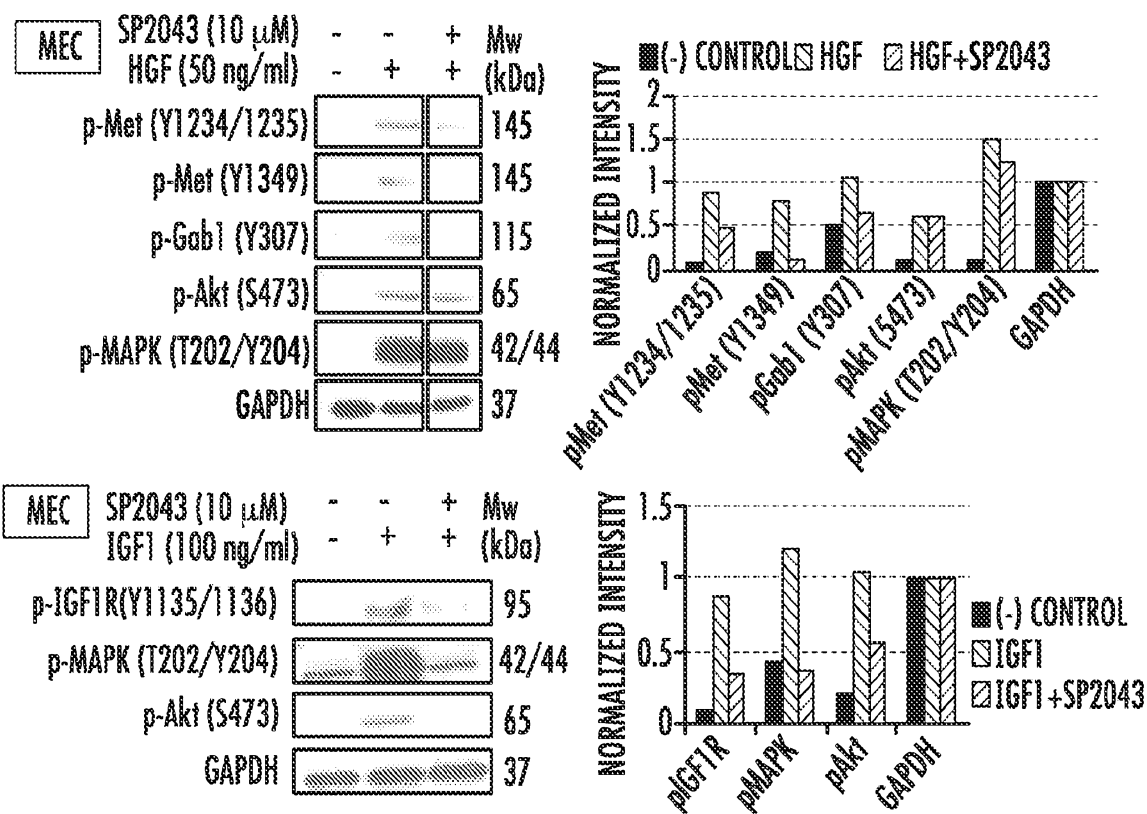 MEC
SP2043 (10 μM) - - + Mw
HGF (50 ng/ml) - + + (kDa)
p-Met (Y1234/1235) 145
p-Met (Y1349) 145
p-Gab1 (Y307) 115
p-Akt (S473) 65
p-MAPK (T202/Y204) 42/44
GAPDH 37
(-) CONTROL HGF HGF+SP2043
NORMALIZED INTENSITY
2
1.5
1
0.5
0
pMet (Y1234/1235)
pMet (Y1349)
pGab1 (Y307)
pAkt (S473)
pMAPK (T202/Y204)
GAPDH
MEC
SP2043 (10 μM) - - + Mw
IGF1 (100 ng/ml) - + + (kDa)
p-IGF1R(Y1135/1136) 95
p-MAPK (T202/Y204) 42/44
p-Akt (S473) 65
GAPDH 37
NORMALIZED INTENSITY
1.5
1
0.5
0
pIGF1R
pMAPK
pAkt
GAPDH
(-) CONTROL
IGF1
IGF1+SP2043